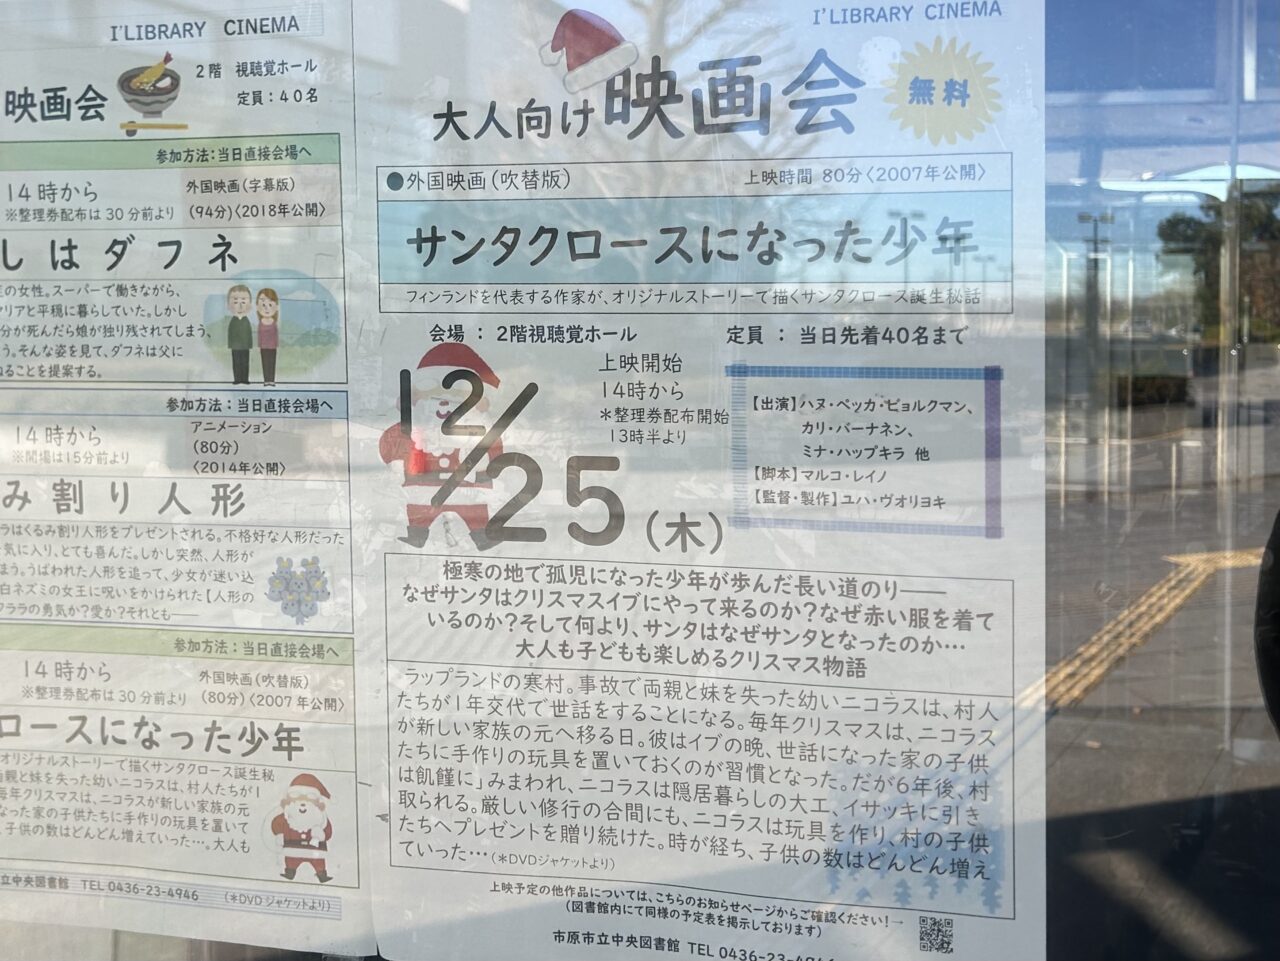 I'LIBRARY CINEMA
映画会
2階 視聴覚ホール
定員：40名
参加方法：当日直接会場へ
14時から
※整理券配布は30分前より
外国映画（字幕版）
（94分）〈2018年公開〉
しはダフネ
の女性。スーパーで働きながら、
マリアと平穏に暮らしていた。しかし
分が死んだら娘が独り残されてしまう、
う。そんな姿を見て、ダフネは父に
ねることを提案する。
参加方法：当日直接会場へ
14時から
※開場は15分前より
アニメーション
（80分）
〈2014年公開〉
み割り人形
ラはくるみ割り人形をプレゼントされる。不格好な人形だった
気に入り、とても喜んだ。しかし突然、人形が
まう。うばわれた人形を追って、少女が迷い込
白ネズミの女王に呪いをかけられた【人形の
クララの勇気か？愛か？それとも――
参加方法：当日直接会場へ
14時から
※整理券配布は30分前より
外国映画（吹替版）
（80分）〈2007年公開〉
ロースになった少年
オリジナルストーリーで描くサンタクロース誕生秘
両親と妹を失った幼いニコラスは、村人たちが1
毎年クリスマスは、ニコラスが新しい家族の元
なった家の子供たちに手作りの玩具を置いて
、子供の数はどんどん増えていった…。大人も
立中央図書館 TEL 0436-23-4946 （＊DVDジャケットより）
I'LIBRARY CINEMA
大人向け映画会
無料
●外国映画（吹替版） 上映時間 80分〈2007年公開〉
サンタクロースになった少年
フィンランドを代表する作家が、オリジナルストーリーで描くサンタクロース誕生秘話
会場 ： 2階視聴覚ホール 定員 ： 当日先着40名まで
12/25（木）
上映開始
14時から
＊整理券配布開始
13時半より
【出演】ハヌ・ペッカ・ビョルクマン、
カリ・バーナネン、
ミナ・ハップキラ 他
【脚本】マルコ・レイノ
【監督・製作】ユハ・ヴオリヨキ
極寒の地で孤児になった少年が歩んだ長い道のり――
なぜサンタはクリスマスイブにやって来るのか？なぜ赤い服を着て
いるのか？そして何より、サンタはなぜサンタとなったのか…
大人も子どもも楽しめるクリスマス物語
ラップランドの寒村。事故で両親と妹を失った幼いニコラスは、村人
たちが1年交代で世話をすることになる。毎年クリスマスは、ニコラス
が新しい家族の元へ移る日。彼はイブの晩、世話になった家の子供
たちに手作りの玩具を置いておくのが習慣となった。だが6年後、村
は飢饉に｣みまわれ、ニコラスは隠居暮らしの大工、イサッキに引き
取られる。厳しい修行の合間にも、ニコラスは玩具を作り、村の子供
たちへプレゼントを贈り続けた。時が経ち、子供の数はどんどん増え
ていった…（＊DVDジャケットより）
上映予定の他作品については、こちらのお知らせページからご確認ください！→
（図書館内にて同様の予定表を掲示しております）
市原市立中央図書館 TEL 0436-23-4946